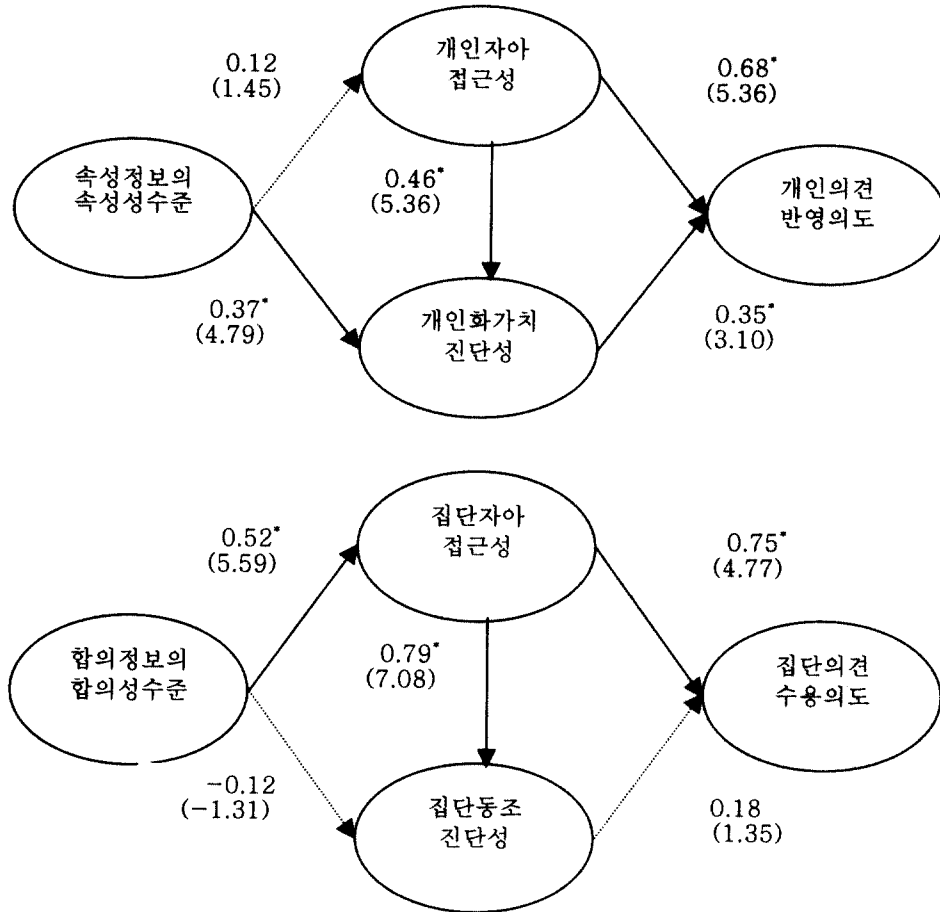 개인자아
접근성
0.12
(1.45)
0.68*
(5.36)
속성정보의
속성성수준
0.46*
(5.36)
개인의견
반영의도
0.37*
(4.79)
개인화가치
진단성
0.35*
(3.10)
집단자아
접근성
0.52*
(5.59)
0.75*
(4.77)
합의정보의
합의성수준
0.79*
(7.08)
집단의견
수용의도
-0.12
(-1.31)
집단동조
진단성
0.18
(1.35)